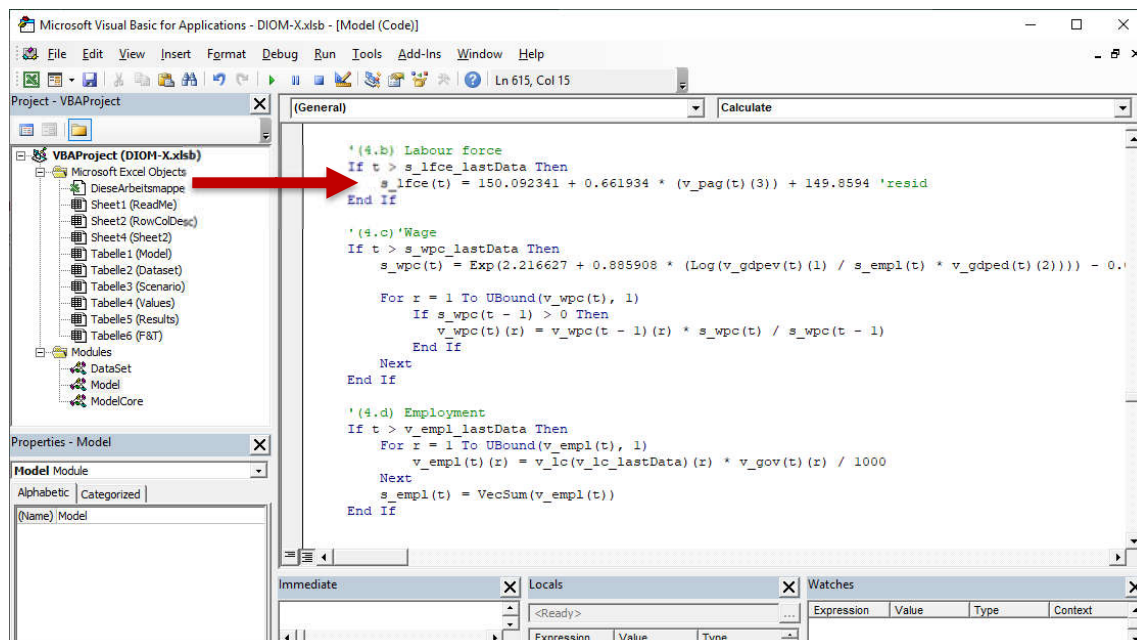 Microsoft Visual Basic for Applications - DIOM-X.xlsb - [Model (Code)]
File Edit View Insert Format Debug Run Tools Add-Ins Window Help
Ln 615, Col 15
Project - VBAProject
VBAProject (DIOM-X.xlsb)
Microsoft Excel Objects
DieseArbeitsmappe
Sheet1 (ReadMe)
Sheet2 (RowColDesc)
Sheet4 (Sheet2)
Tabelle1 (Model)
Tabelle2 (Dataset)
Tabelle3 (Scenario)
Tabelle4 (Values)
Tabelle5 (Results)
Tabelle6 (F&T)
Modules
DataSet
Model
ModelCore
Properties - Model
Model Module
Alphabetic Categorized
(Name) Model
(General) Calculate
'(4.b) Labour force
If t > s_lfce_lastData Then
s_lfce(t) = 150.092341 + 0.661934 * (v_pag(t)(3)) + 149.8594 'resid
End If
'(4.c)'Wage
If t > s_wpc_lastData Then
s_wpc(t) = Exp(2.216627 + 0.885908 * (Log(v_gdpev(t)(1) / s_empl(t) * v_gdped(t)(2)))) - 0.
For r = 1 To UBound(v_wpc(t), 1)
If s_wpc(t - 1) > 0 Then
v_wpc(t)(r) = v_wpc(t - 1)(r) * s_wpc(t) / s_wpc(t - 1)
End If
Next
End If
'(4.d) Employment
If t > v_empl_lastData Then
For r = 1 To UBound(v_empl(t), 1)
v_empl(t)(r) = v_lc(v_lc_lastData)(r) * v_gov(t)(r) / 1000
Next
s_empl(t) = VecSum(v_empl(t))
End If
Immediate
Locals
<Ready>
...
Expression Value Type
Watches
Expression Value Type Context